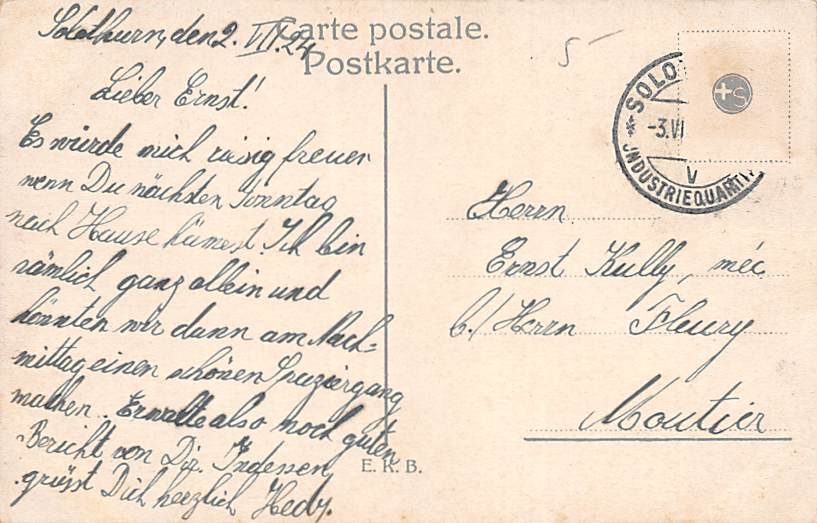 Carte postale.
Postkarte.
Solothurn, den 2. VII. 24
Lieber Ernst!
Es würde mich riesig freuen
wenn Du nächsten Sonntag
nach Hause kämest. Ich bin
nämlich ganz allein und
könnten wir dann am Nach=
mittag einen schönen Spaziergang
machen. Erwarte also noch guten
Bericht von Dir. Indessen
grüsst Dich herzlich Hedy.
E. R. B.
5
SOLO
-3.VI
V
* INDUSTRIEQUARTI
Herrn
Ernst Kully, méc.
b./Herrn Fleury
Moutier